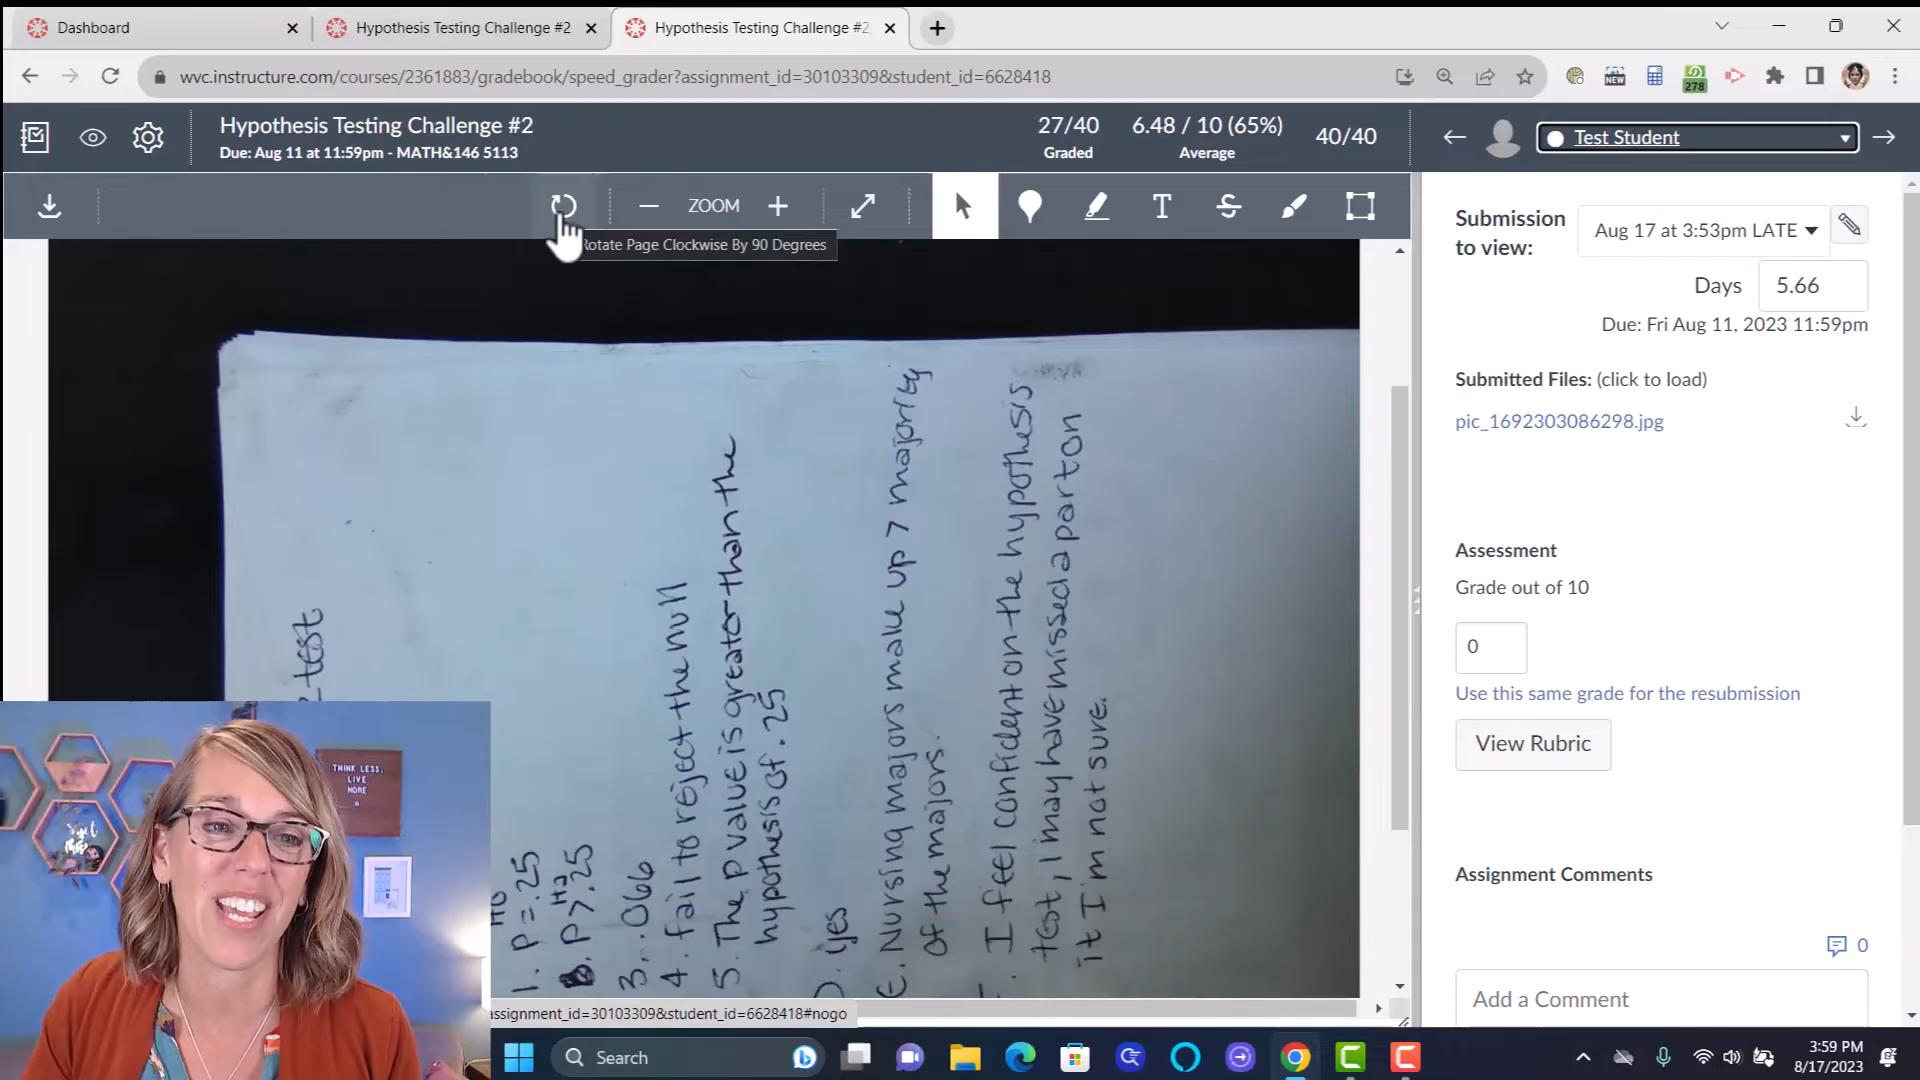 Dashboard
Hypothesis Testing Challenge #2
Hypothesis Testing Challenge #2
wvc.instructure.com/courses/2361883/gradebook/speed_grader?assignment_id=30103309&student_id=6628418
NEW
278
Hypothesis Testing Challenge #2
Due: Aug 11 at 11:59pm - MATH&146 5113
27/40
Graded
6.48 / 10 (65%)
Average
40/40
Test Student
ZOOM
T
S
Rotate Page Clockwise By 90 Degrees
Z-test
H0
1. P=.25
Ha
P>.25
3. .066
4. fail to reject the null
5. The p value is greater than the
hypothesis of .25
D. yes
E. Nursing majors make up > majority
of the majors.
F. I feel confident on the hypothesis
test, I may have missed a part on
it I'm not sure.
THINK LESS,
LIVE
MORE
assignment_id=30103309&student_id=6628418#nogo
Submission
to view:
Aug 17 at 3:53pm LATE
Days
5.66
Due: Fri Aug 11, 2023 11:59pm
Submitted Files: (click to load)
pic_1692303086298.jpg
Assessment
Grade out of 10
0
Use this same grade for the resubmission
View Rubric
Assignment Comments
0
Add a Comment
Search
3:59 PM
8/17/2023